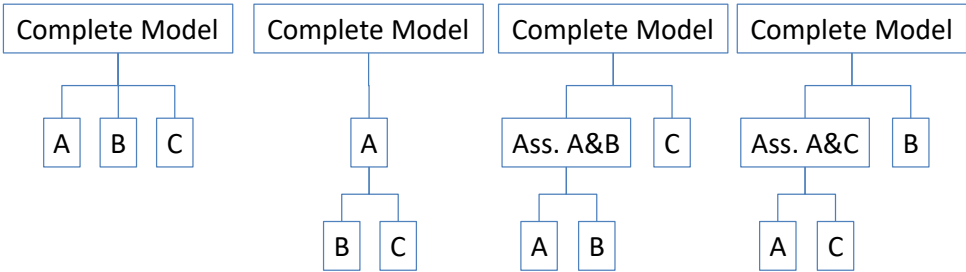 Complete Model
A B C
Complete Model
A
B C
Complete Model
Ass. A&B C
A B
Complete Model
Ass. A&C B
A C